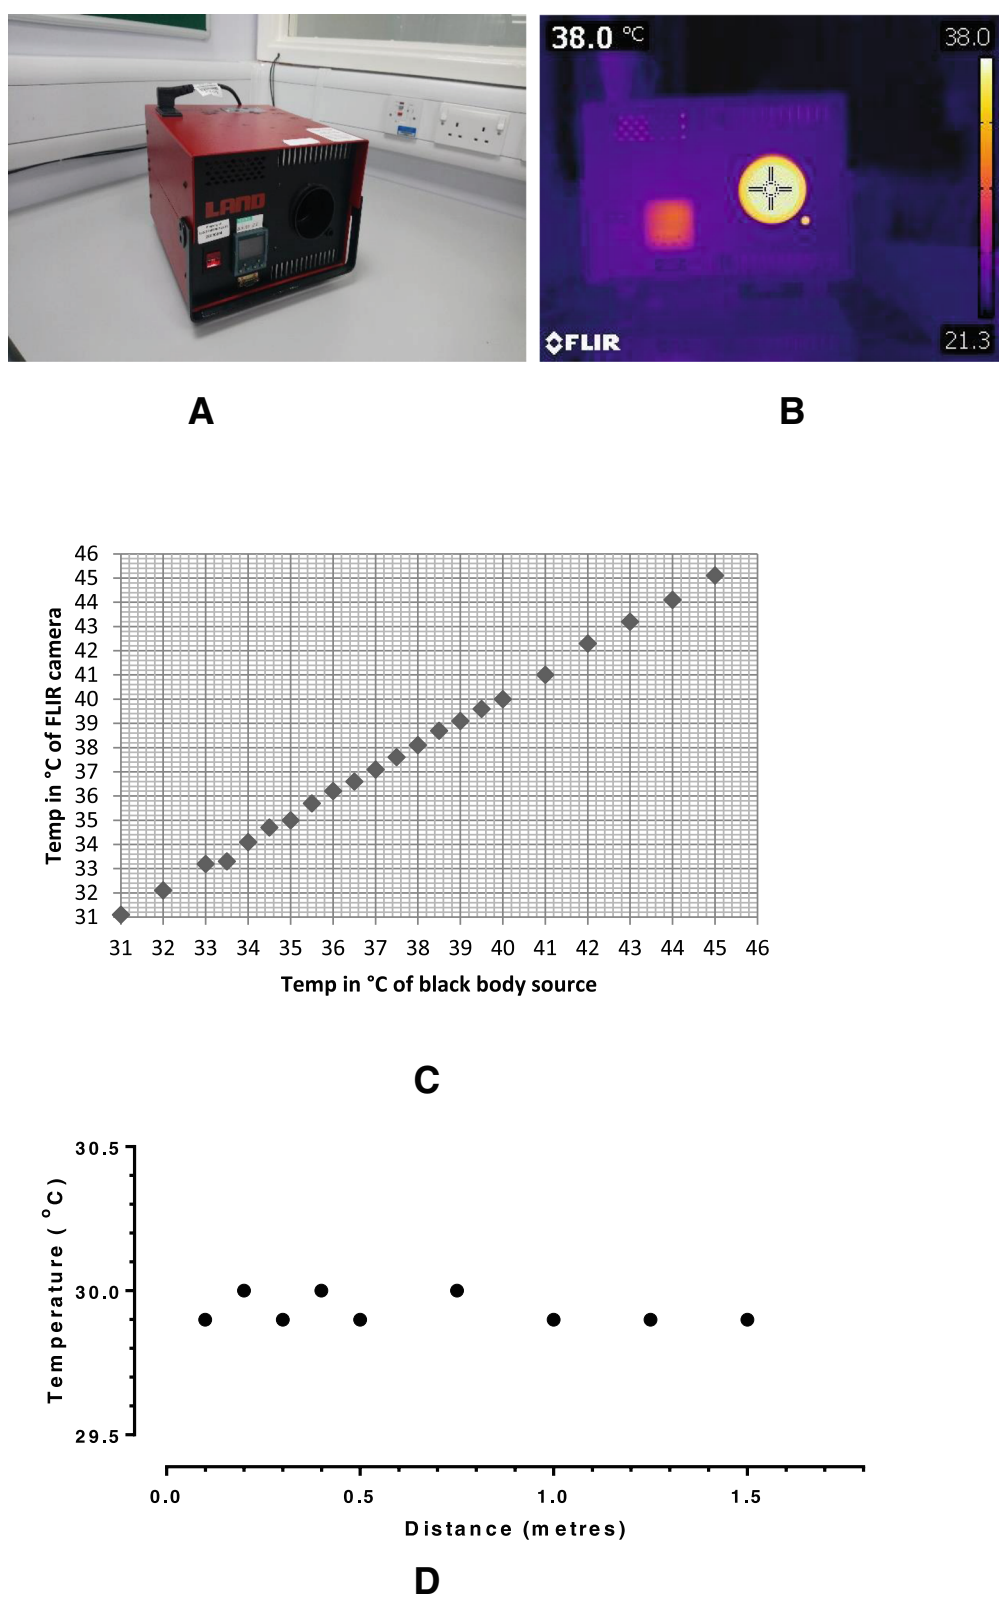 LAND
38.0 °C
38.0
FLIR
21.3
A
B
46
45
44
43
42
41
40
39
38
37
36
35
34
33
32
31
Temp in °C of FLIR camera
31 32 33 34 35 36 37 38 39 40 41 42 43 44 45 46
Temp in °C of black body source
C
30.5
30.0
29.5
Temperature ( °C)
0.0 0.5 1.0 1.5
Distance (metres)
D